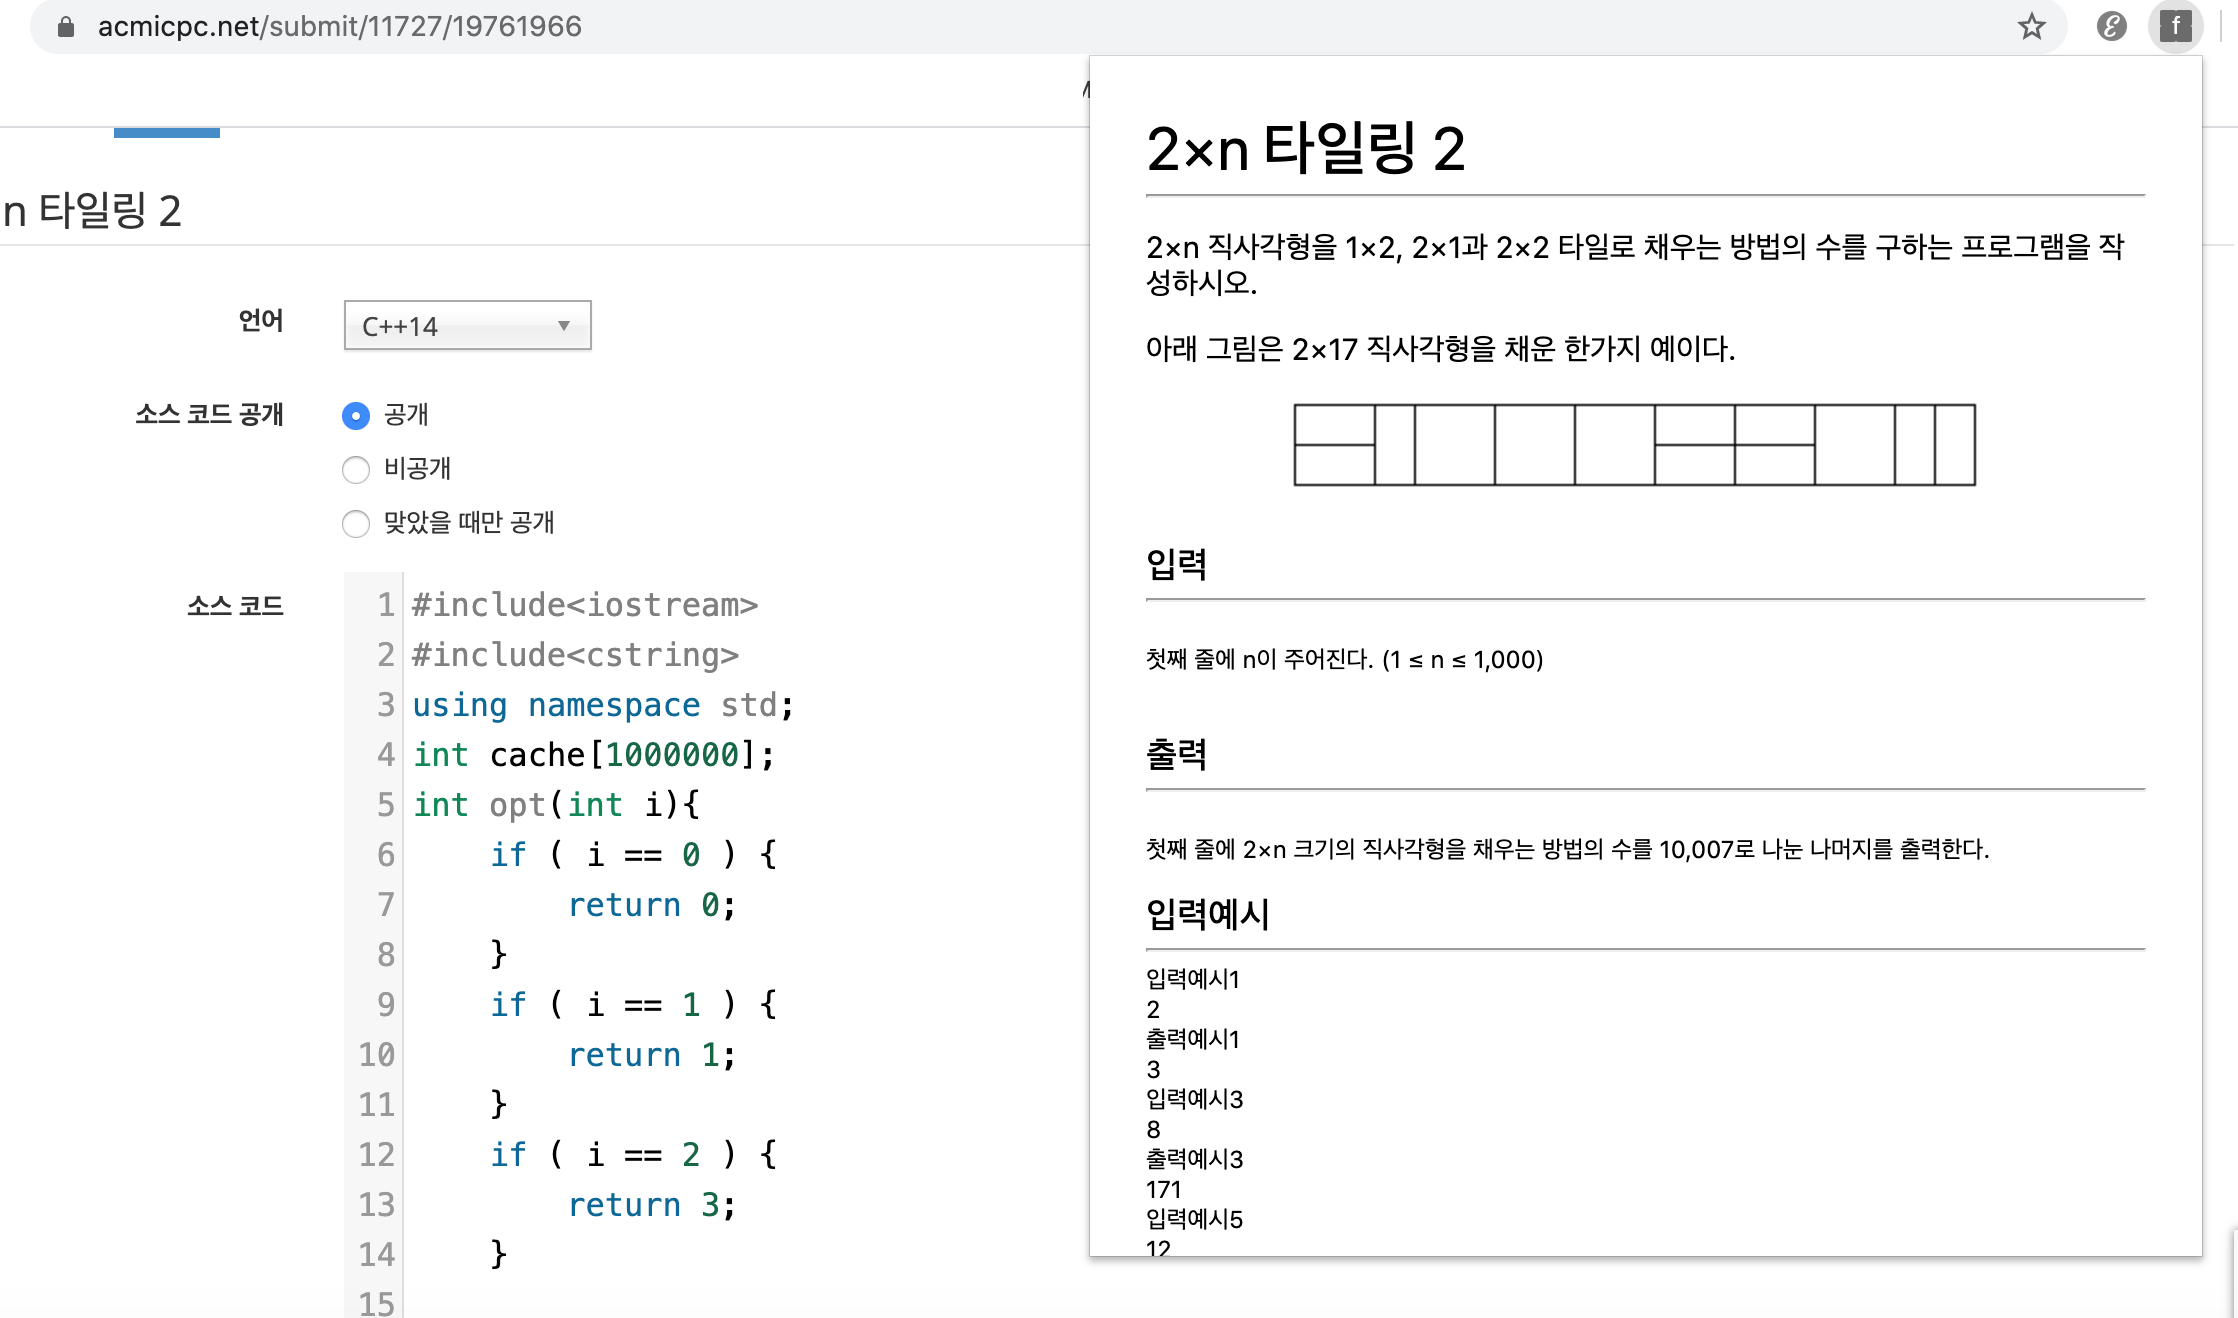 acmicpc.net/submit/11727/19761966
f
n 타일링 2
언어
C++14
소스 코드 공개
공개
비공개
맞았을 때만 공개
소스 코드
1 #include<iostream>
2 #include<cstring>
3 using namespace std;
4 int cache[1000000];
5 int opt(int i){
6 if ( i == 0 ) {
7 return 0;
8 }
9 if ( i == 1 ) {
10 return 1;
11 }
12 if ( i == 2 ) {
13 return 3;
14 }
15
2×n 타일링 2
2×n 직사각형을 1×2, 2×1과 2×2 타일로 채우는 방법의 수를 구하는 프로그램을 작
성하시오.
아래 그림은 2×17 직사각형을 채운 한가지 예이다.
입력
첫째 줄에 n이 주어진다. (1 ≤ n ≤ 1,000)
출력
첫째 줄에 2×n 크기의 직사각형을 채우는 방법의 수를 10,007로 나눈 나머지를 출력한다.
입력예시
입력예시1
2
출력예시1
3
입력예시3
8
출력예시3
171
입력예시5
12